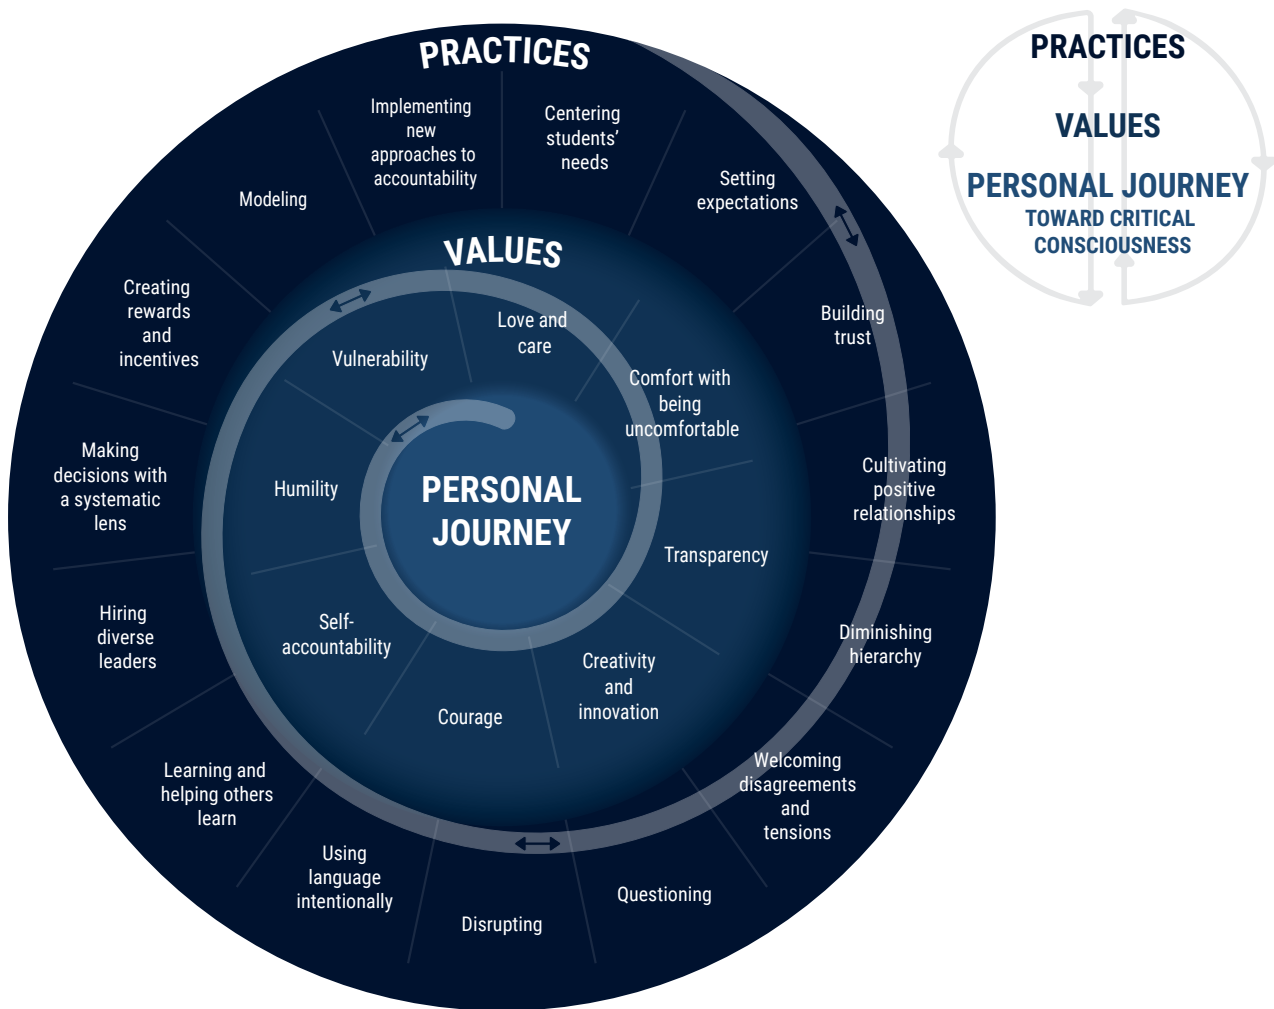 PRACTICES
Implementing
new
approaches to
accountability
Centering
students’
needs
Setting
expectations
Building
trust
Cultivating
positive
relationships
Diminishing
hierarchy
Welcoming
disagreements
and
tensions
Questioning
Disrupting
Using
language
intentionally
Learning and
helping others
learn
Hiring
diverse
leaders
Making
decisions with
a systematic
lens
Creating
rewards
and
incentives
Modeling
VALUES
Love and
care
Comfort with
being
uncomfortable
Transparency
Creativity
and
innovation
Courage
Self-
accountability
Humility
Vulnerability
PERSONAL
JOURNEY
PRACTICES
VALUES
PERSONAL JOURNEY
TOWARD CRITICAL
CONSCIOUSNESS